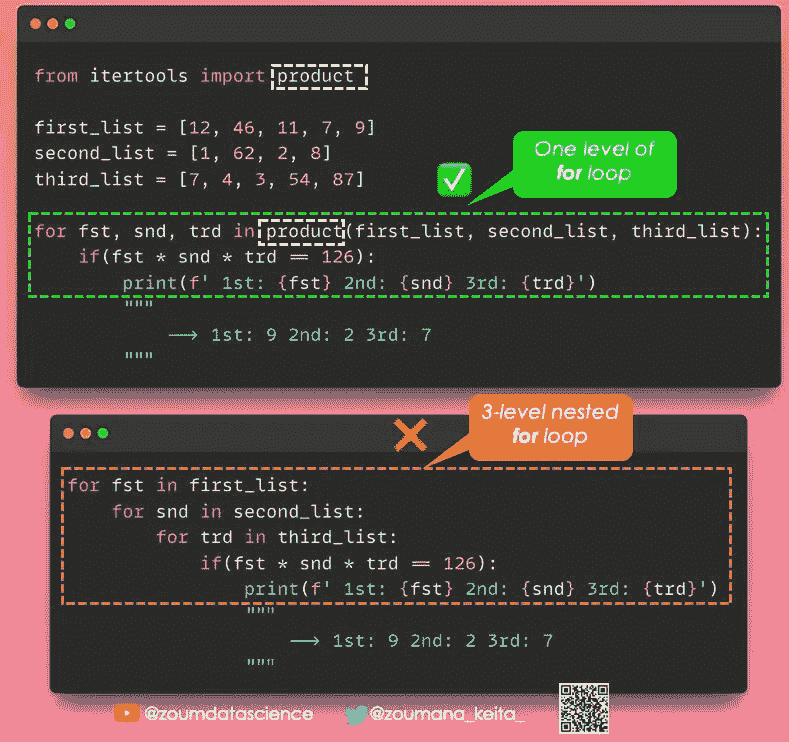 from itertools import product
first_list = [12, 46, 11, 7, 9]
second_list = [1, 62, 2, 8]
third_list = [7, 4, 3, 54, 87]
One level of
for loop
for fst, snd, trd in product(first_list, second_list, third_list):
if(fst * snd * trd == 126):
print(f' 1st: {fst} 2nd: {snd} 3rd: {trd}')
"""
⟶ 1st: 9 2nd: 2 3rd: 7
"""
3-level nested
for loop
for fst in first_list:
for snd in second_list:
for trd in third_list:
if(fst * snd * trd == 126):
print(f' 1st: {fst} 2nd: {snd} 3rd: {trd}')
"""
⟶ 1st: 9 2nd: 2 3rd: 7
"""
@zoumdatascience @zoumana_keita_